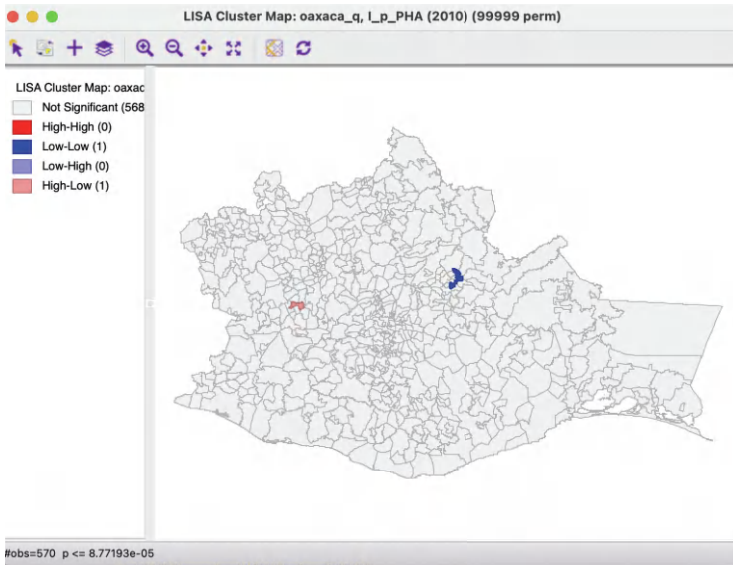 LISA Cluster Map: oaxaca_q, I_p_PHA (2010) (99999 perm)
LISA Cluster Map: oaxac
Not Significant (568
High-High (0)
Low-Low (1)
Low-High (0)
High-Low (1)
#obs=570 p <= 8.77193e-05